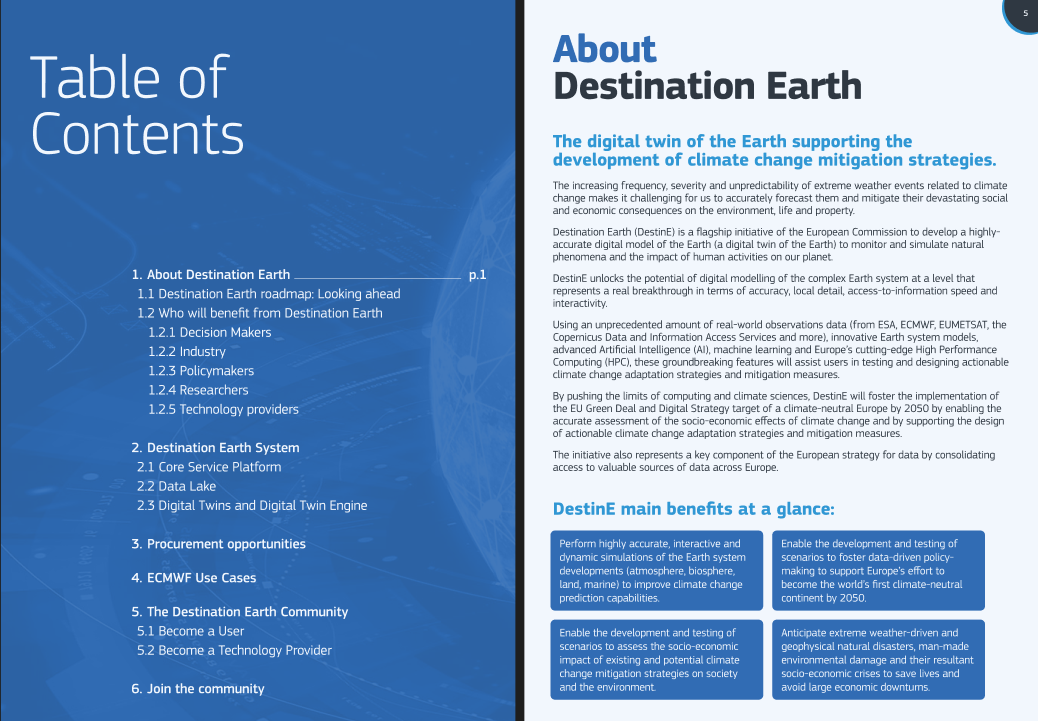 Table of
Contents
1. About Destination Earth p.1
1.1 Destination Earth roadmap: Looking ahead
1.2 Who will benefit from Destination Earth
1.2.1 Decision Makers
1.2.2 Industry
1.2.3 Policymakers
1.2.4 Researchers
1.2.5 Technology providers
2. Destination Earth System
2.1 Core Service Platform
2.2 Data Lake
2.3 Digital Twins and Digital Twin Engine
3. Procurement opportunities
4. ECMWF Use Cases
5. The Destination Earth Community
5.1 Become a User
5.2 Become a Technology Provider
6. Join the community
5
About
Destination Earth
The digital twin of the Earth supporting the
development of climate change mitigation strategies.
The increasing frequency, severity and unpredictability of extreme weather events related to climate
change makes it challenging for us to accurately forecast them and mitigate their devastating social
and economic consequences on the environment, life and property.
Destination Earth (DestinE) is a flagship initiative of the European Commission to develop a highly-
accurate digital model of the Earth (a digital twin of the Earth) to monitor and simulate natural
phenomena and the impact of human activities on our planet.
DestinE unlocks the potential of digital modelling of the complex Earth system at a level that
represents a real breakthrough in terms of accuracy, local detail, access-to-information speed and
interactivity.
Using an unprecedented amount of real-world observations data (from ESA, ECMWF, EUMETSAT, the
Copernicus Data and Information Access Services and more), innovative Earth system models,
advanced Artificial Intelligence (AI), machine learning and Europe's cutting-edge High Performance
Computing (HPC), these groundbreaking features will assist users in testing and designing actionable
climate change adaptation strategies and mitigation measures.
By pushing the limits of computing and climate sciences, DestinE will foster the implementation of
the EU Green Deal and Digital Strategy target of a climate-neutral Europe by 2050 by enabling the
accurate assessment of the socio-economic effects of climate change and by supporting the design
of actionable climate change adaptation strategies and mitigation measures.
The initiative also represents a key component of the European strategy for data by consolidating
access to valuable sources of data across Europe.
DestinE main benefits at a glance:
Perform highly accurate, interactive and
dynamic simulations of the Earth system
developments (atmosphere, biosphere,
land, marine) to improve climate change
prediction capabilities.
Enable the development and testing of
scenarios to foster data-driven policy-
making to support Europe's effort to
become the world's first climate-neutral
continent by 2050.
Enable the development and testing of
scenarios to assess the socio-economic
impact of existing and potential climate
change mitigation strategies on society
and the environment.
Anticipate extreme weather-driven and
geophysical natural disasters, man-made
environmental damage and their resultant
socio-economic crises to save lives and
avoid large economic downturns.